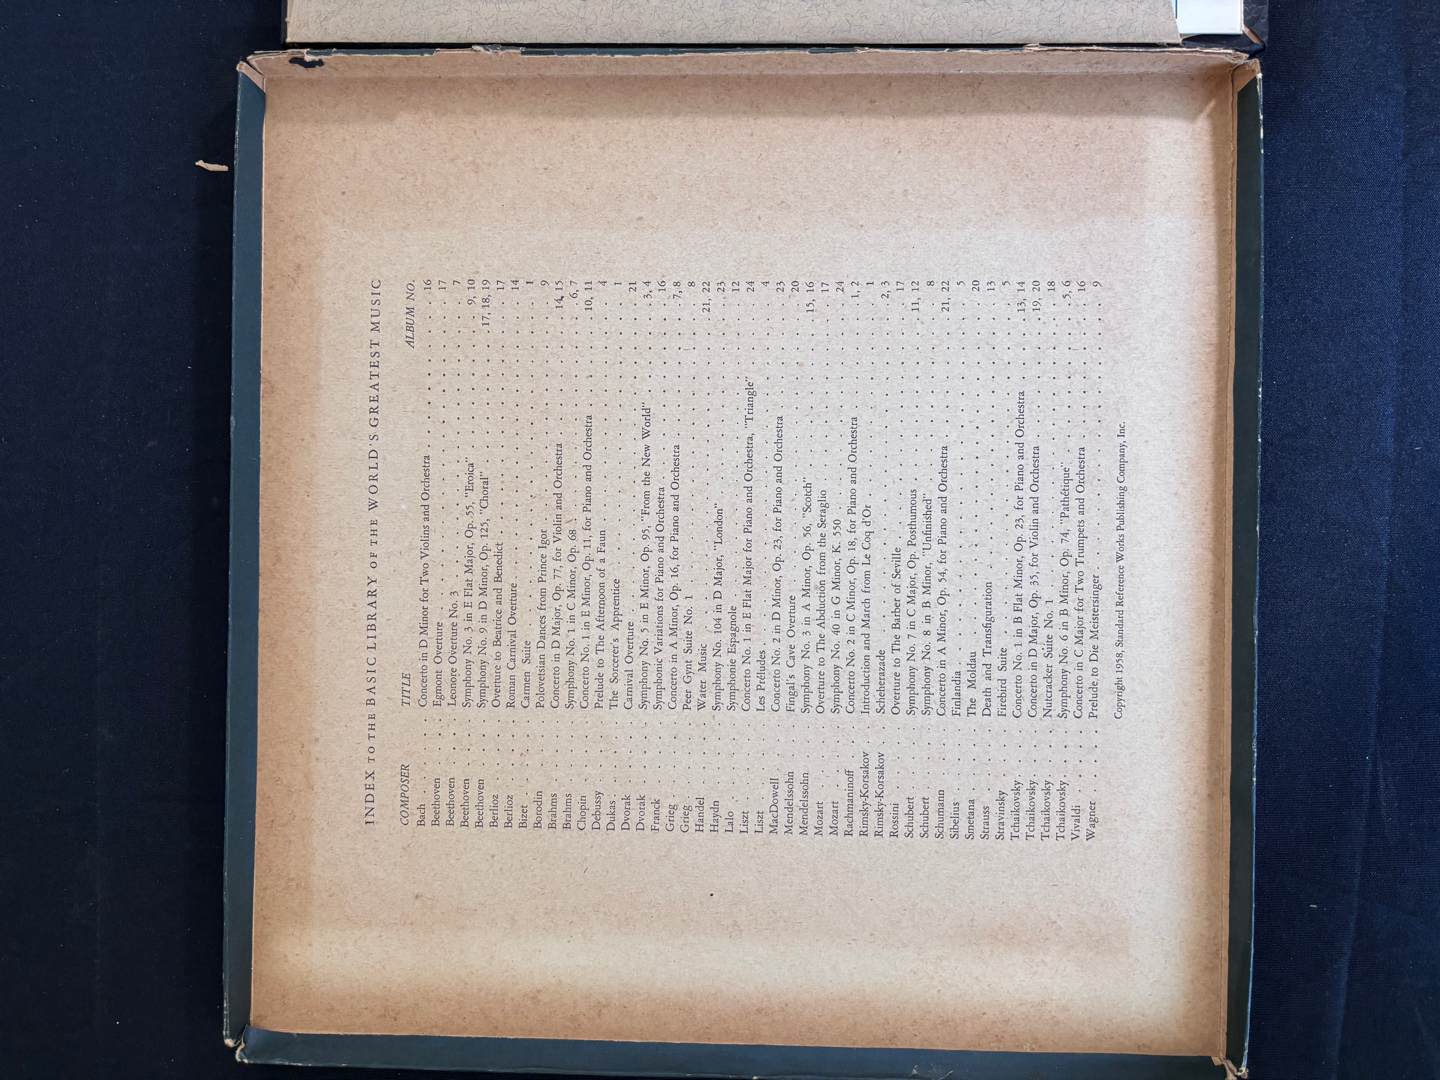 INDEX TO THE BASIC LIBRARY OF THE WORLD'S GREATEST MUSIC
COMPOSER TITLE ALBUM NO.
Bach . . . Concerto in D Minor for Two Violins and Orchestra . . . 16
Beethoven . . . Egmont Overture . . . 17
Beethoven . . . Leonore Overture No. 3 . . . 7
Beethoven . . . Symphony No. 3 in E Flat Major, Op. 55, "Eroica" . . . 9, 10
Beethoven . . . Symphony No. 9 in D Minor, Op. 125, "Choral" . . . 17, 18, 19
Berlioz . . . Overture to Beatrice and Benedict . . . 17
Berlioz . . . Roman Carnival Overture . . . 14
Bizet . . . Carmen Suite . . . 1
Borodin . . . Polovetsian Dances from Prince Igor . . . 9
Brahms . . . Concerto in D Major, Op. 77, for Violin and Orchestra . . . 14, 15
Brahms . . . Symphony No. 1 in C Minor, Op. 68 . . . 6, 7
Chopin . . . Concerto No. 1 in E Minor, Op. 11, for Piano and Orchestra . . . 10, 11
Debussy . . . Prelude to The Afternoon of a Faun . . . 4
Dukas . . . The Sorcerer's Apprentice . . . 1
Dvorak . . . Carnival Overture . . . 21
Dvorak . . . Symphony No. 5 in E Minor, Op. 95, "From the New World" . . . 3, 4
Franck . . . Symphonic Variations for Piano and Orchestra . . . 16
Grieg . . . Concerto in A Minor, Op. 16, for Piano and Orchestra . . . 7, 8
Grieg . . . Peer Gynt Suite No. 1 . . . 8
Handel . . . Water Music . . . 21, 22
Haydn . . . Symphony No. 104 in D Major, "London" . . . 23
Lalo . . . Symphonie Espagnole . . . 12
Liszt . . . Concerto No. 1 in E Flat Major for Piano and Orchestra, "Triangle" . . . 24
Liszt . . . Les Préludes . . . 4
MacDowell . . . Concerto No. 2 in D Minor, Op. 23, for Piano and Orchestra . . . 23
Mendelssohn . . . Fingal's Cave Overture . . . 20
Mendelssohn . . . Symphony No. 3 in A Minor, Op. 56, "Scotch" . . . 15, 16
Mozart . . . Overture to The Abduction from the Seraglio . . . 17
Mozart . . . Symphony No. 40 in G Minor, K. 550 . . . 24
Rachmaninoff . . . Concerto No. 2 in C Minor, Op. 18, for Piano and Orchestra . . . 1, 2
Rimsky-Korsakov . . . Introduction and March from Le Coq d'Or . . . 1
Rimsky-Korsakov . . . Scheherazade . . . 2, 3
Rossini . . . Overture to The Barber of Seville . . . 17
Schubert . . . Symphony No. 7 in C Major, Op. Posthumous . . . 11, 12
Schubert . . . Symphony No. 8 in B Minor, "Unfinished" . . . 8
Schumann . . . Concerto in A Minor, Op. 54, for Piano and Orchestra . . . 21, 22
Sibelius . . . Finlandia . . . 5
Smetana . . . The Moldau . . . 20
Strauss . . . Death and Transfiguration . . . 13
Stravinsky . . . Firebird Suite . . . 5
Tchaikovsky . . . Concerto No. 1 in B Flat Minor, Op. 23, for Piano and Orchestra . . . 13, 14
Tchaikovsky . . . Concerto in D Major, Op. 35, for Violin and Orchestra . . . 19, 20
Tchaikovsky . . . Nutcracker Suite No. 1 . . . 18
Tchaikovsky . . . Symphony No. 6 in B Minor, Op. 74, "Pathétique" . . . 5, 6
Vivaldi . . . Concerto in C Major for Two Trumpets and Orchestra . . . 16
Wagner . . . Prelude to Die Meistersinger . . . 9
Copyright 1958, Standard Reference Works Publishing Company, Inc.